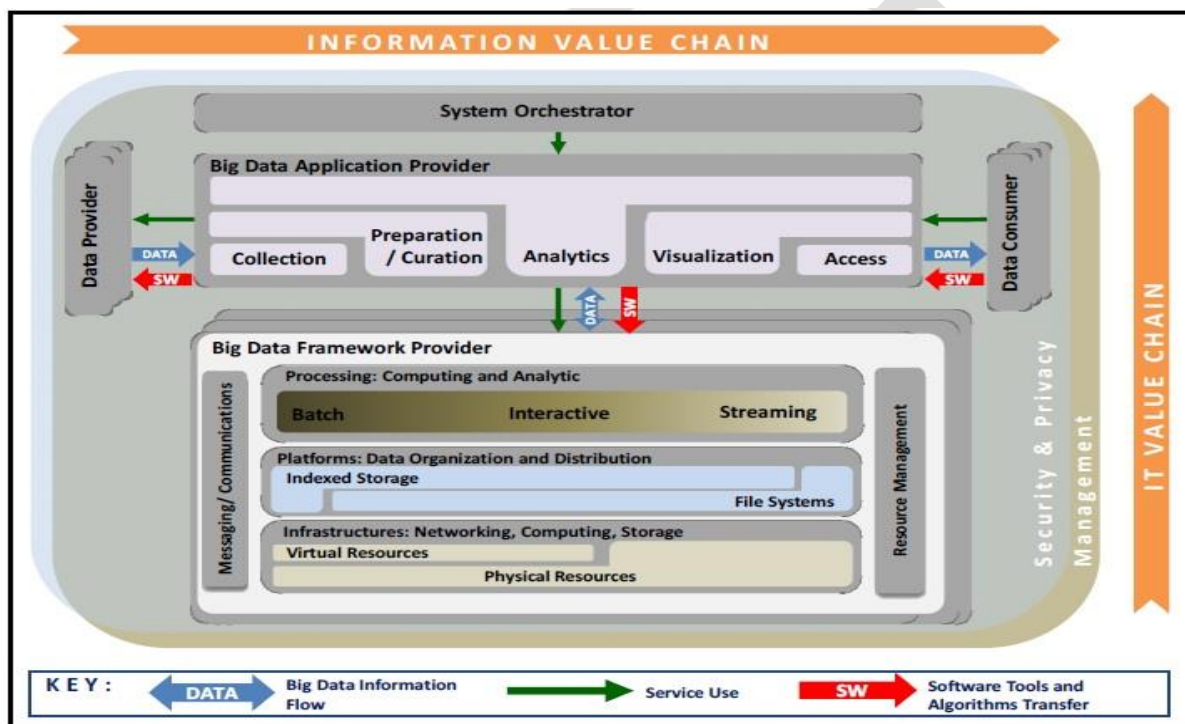 INFORMATION VALUE CHAIN
System Orchestrator
Big Data Application Provider
Data Provider
DATA
SW
Collection
Preparation
/ Curation
Analytics
Visualization
Access
Data Consumer
DATA
SW
DATA
SW
Big Data Framework Provider
Messaging/ Communications
Processing: Computing and Analytic
Batch
Interactive
Streaming
Platforms: Data Organization and Distribution
Indexed Storage
File Systems
Infrastructures: Networking, Computing, Storage
Virtual Resources
Physical Resources
Resource Management
Security & Privacy
Management
IT VALUE CHAIN
KEY:
DATA
Big Data Information
Flow
Service Use
SW
Software Tools and
Algorithms Transfer